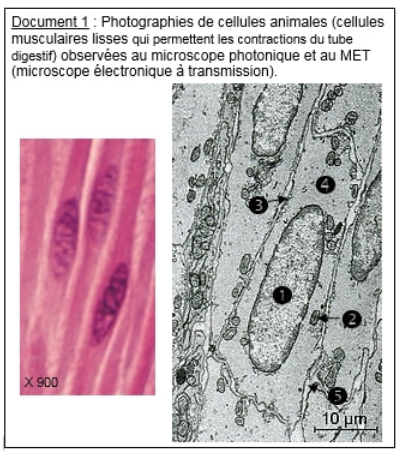 Document 1 : Photographies de cellules animales (cellules
musculaires lisses qui permettent les contractions du tube
digestif) observées au microscope photonique et au MET
(microscope électronique à transmission).
4
3
1
2
X 900
5
10 µm